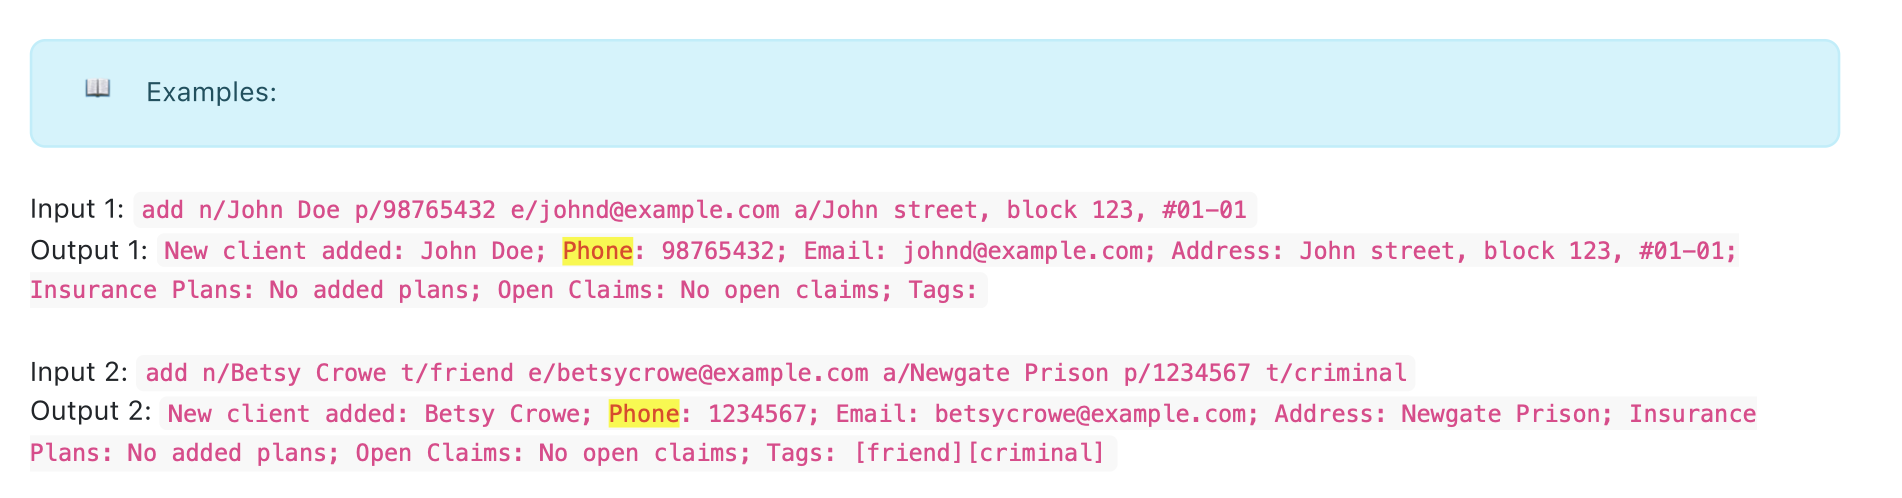 Examples:
Input 1: add n/John Doe p/98765432 e/johnd@example.com a/John street, block 123, #01-01
Output 1: New client added: John Doe; Phone: 98765432; Email: johnd@example.com; Address: John street, block 123, #01-01;
Insurance Plans: No added plans; Open Claims: No open claims; Tags:
Input 2: add n/Betsy Crowe t/friend e/betsycrowe@example.com a/Newgate Prison p/1234567 t/criminal
Output 2: New client added: Betsy Crowe; Phone: 1234567; Email: betsycrowe@example.com; Address: Newgate Prison; Insurance
Plans: No added plans; Open Claims: No open claims; Tags: [friend][criminal]